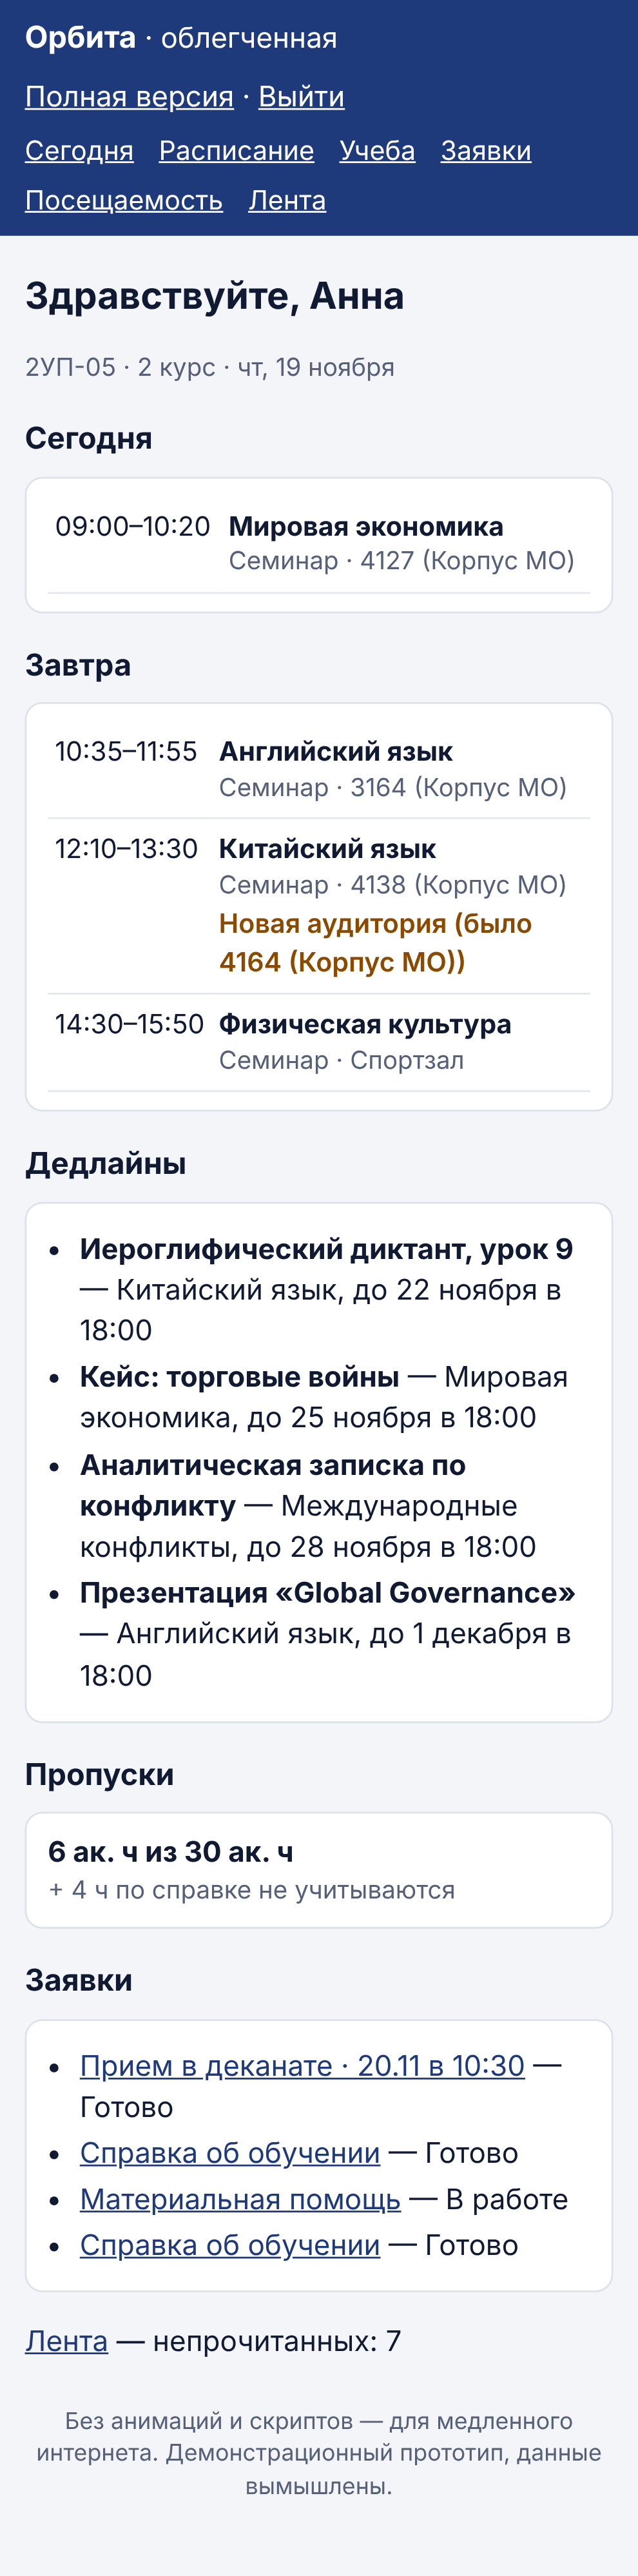 Орбита · облегченная
Полная версия · Выйти
Сегодня Расписание Учеба Заявки
Посещаемость Лента
Здравствуйте, Анна
2УП-05 · 2 курс · чт, 19 ноября
Сегодня
09:00–10:20 Мировая экономика
Семинар · 4127 (Корпус МО)
Завтра
10:35–11:55 Английский язык
Семинар · 3164 (Корпус МО)
12:10–13:30 Китайский язык
Семинар · 4138 (Корпус МО)
Новая аудитория (было
4164 (Корпус МО))
14:30–15:50 Физическая культура
Семинар · Спортзал
Дедлайны
• Иероглифический диктант, урок 9
— Китайский язык, до 22 ноября в
18:00
• Кейс: торговые войны — Мировая
экономика, до 25 ноября в 18:00
• Аналитическая записка по
конфликту — Международные
конфликты, до 28 ноября в 18:00
• Презентация «Global Governance»
— Английский язык, до 1 декабря в
18:00
Пропуски
6 ак. ч из 30 ак. ч
+ 4 ч по справке не учитываются
Заявки
• Прием в деканате · 20.11 в 10:30 —
Готово
• Справка об обучении — Готово
• Материальная помощь — В работе
• Справка об обучении — Готово
Лента — непрочитанных: 7
Без анимаций и скриптов — для медленного
интернета. Демонстрационный прототип, данные
вымышлены.